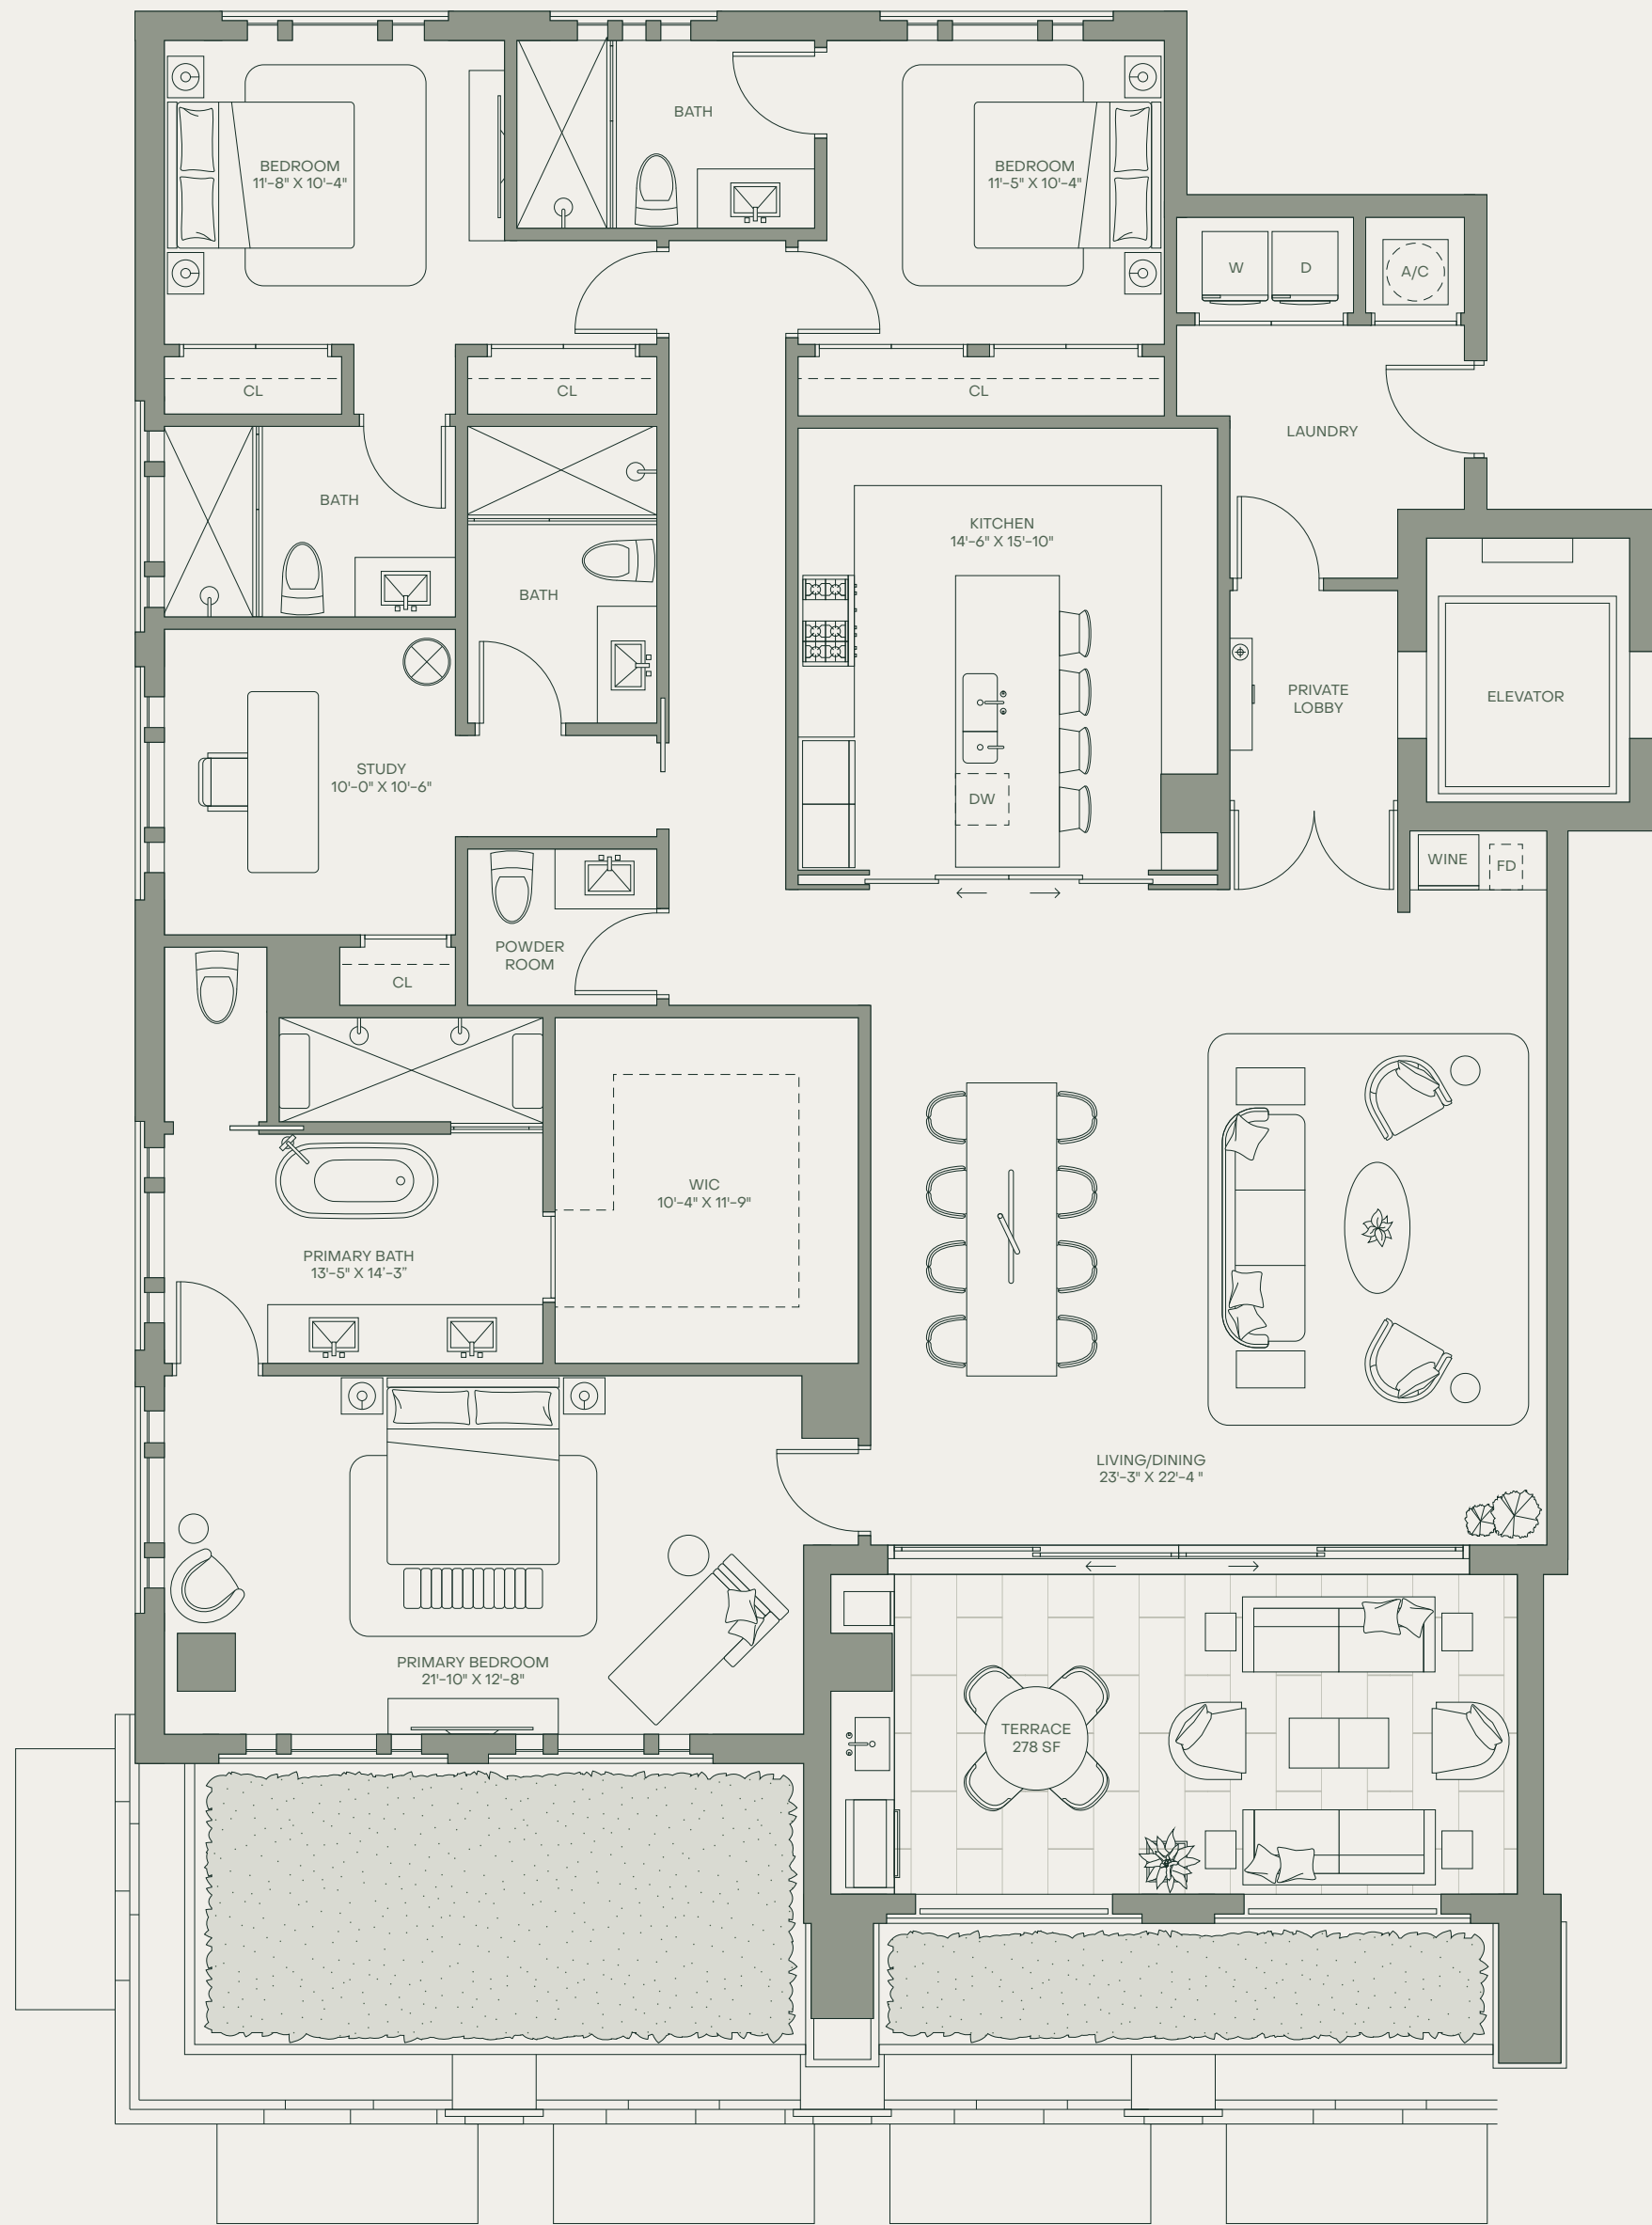 BATH
BEDROOM
11'-8" X 10'-4"
BEDROOM
11'-5" X 10'-4"
W
D
A/C
CL
CL
CL
LAUNDRY
BATH
KITCHEN
14'-6" X 15'-10"
BATH
PRIVATE
LOBBY
ELEVATOR
STUDY
10'-0" X 10'-6"
DW
WINE
FD
POWDER
ROOM
CL
WIC
10'-4" X 11'-9"
PRIMARY BATH
13'-5" X 14'-3"
LIVING/DINING
23'-3" X 22'-4 "
PRIMARY BEDROOM
21'-10" X 12'-8"
TERRACE
278 SF